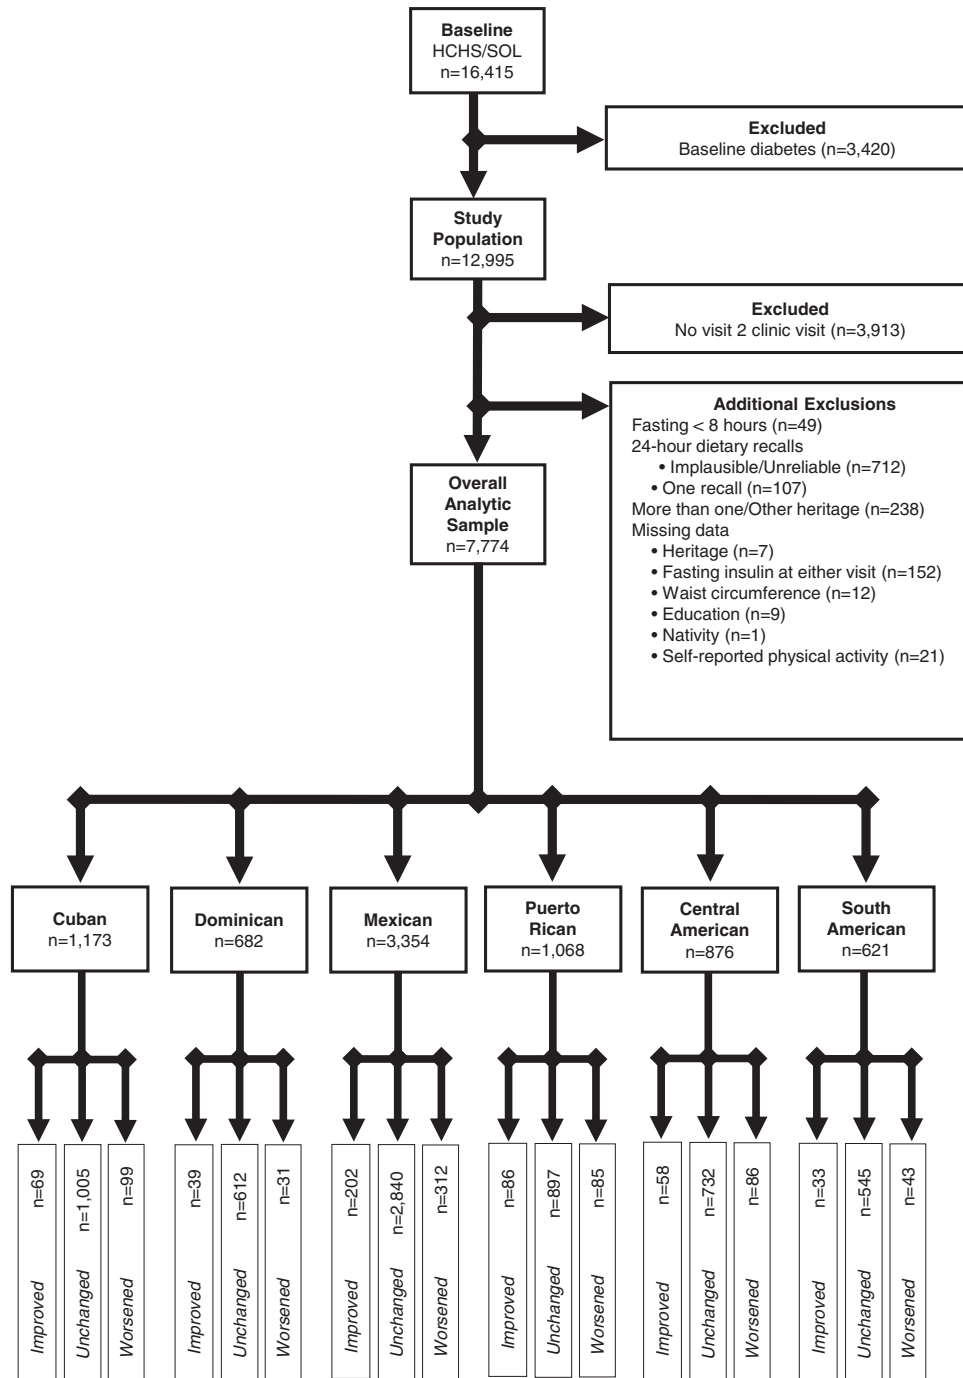 Baseline
HCHS/SOL
n=16,415
Excluded
Baseline diabetes (n=3,420)
Study
Population
n=12,995
Excluded
No visit 2 clinic visit (n=3,913)
Additional Exclusions
Fasting < 8 hours (n=49)
24-hour dietary recalls
• Implausible/Unreliable (n=712)
• One recall (n=107)
More than one/Other heritage (n=238)
Missing data
• Heritage (n=7)
• Fasting insulin at either visit (n=152)
• Waist circumference (n=12)
• Education (n=9)
• Nativity (n=1)
• Self-reported physical activity (n=21)
Overall
Analytic
Sample
n=7,774
Cuban
n=1,173
Dominican
n=682
Mexican
n=3,354
Puerto
Rican
n=1,068
Central
American
n=876
South
American
n=621
Improved n=69
Unchanged n=1,005
Worsened n=99
Improved n=39
Unchanged n=612
Worsened n=31
Improved n=202
Unchanged n=2,840
Worsened n=312
Improved n=86
Unchanged n=897
Worsened n=85
Improved n=58
Unchanged n=732
Worsened n=86
Improved n=33
Unchanged n=545
Worsened n=43